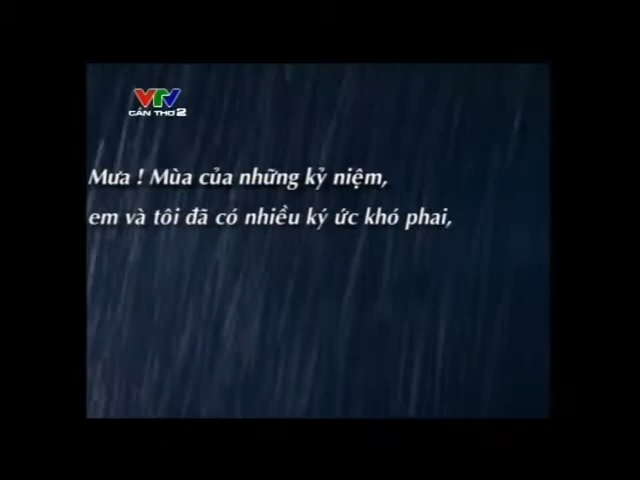 VTV
CẦN THƠ 2
Mưa ! Mùa của những kỷ niệm,
em và tôi đã có nhiều ký ức khó phai,